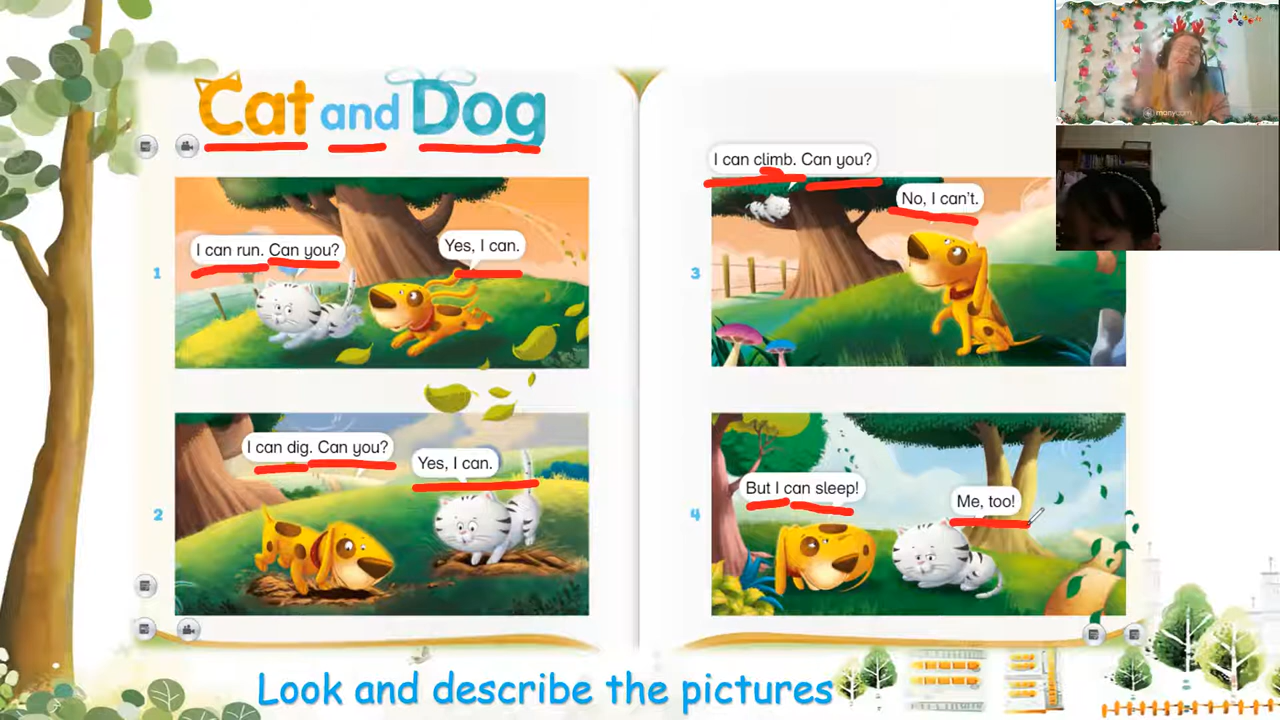 Cat and Dog
1
I can run. Can you?
Yes, I can.
2
I can dig. Can you?
Yes, I can.
3
I can climb. Can you?
No, I can't.
4
But I can sleep!
Me, too!
Look and describe the pictures
manycam